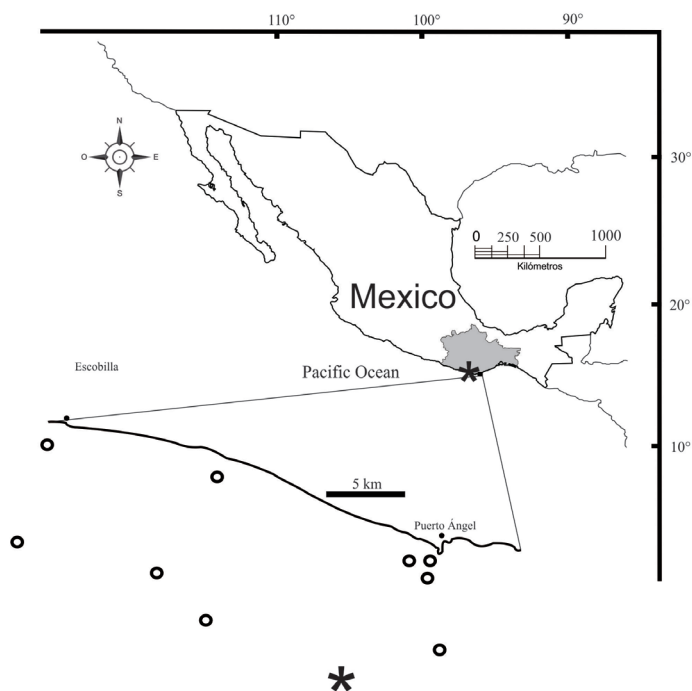 110° 100° 90°
N
O E
S
30°
0 250 500 1000
Kilómetros
Mexico
20°
Escobilla
Pacific Ocean
*
10°
5 km
Puerto Ángel
*